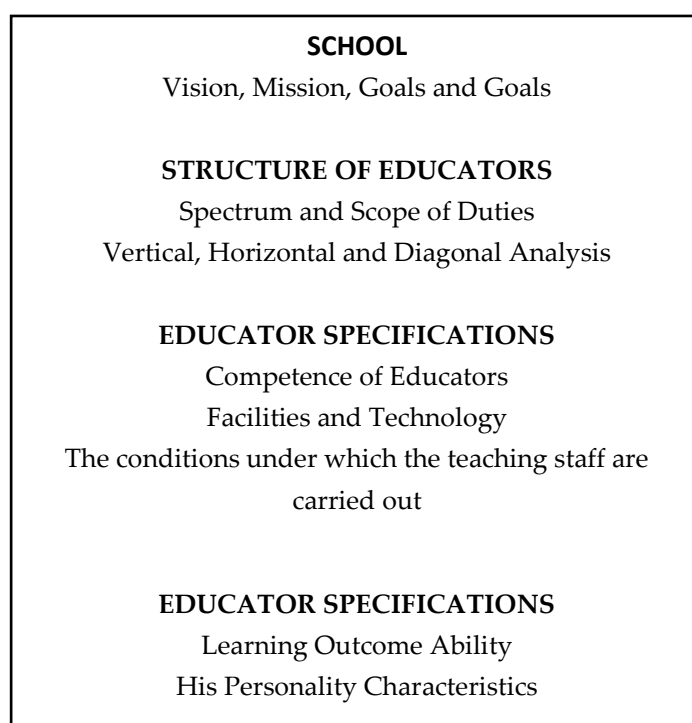 SCHOOL
Vision, Mission, Goals and Goals
STRUCTURE OF EDUCATORS
Spectrum and Scope of Duties
Vertical, Horizontal and Diagonal Analysis
EDUCATOR SPECIFICATIONS
Competence of Educators
Facilities and Technology
The conditions under which the teaching staff are
carried out
EDUCATOR SPECIFICATIONS
Learning Outcome Ability
His Personality Characteristics